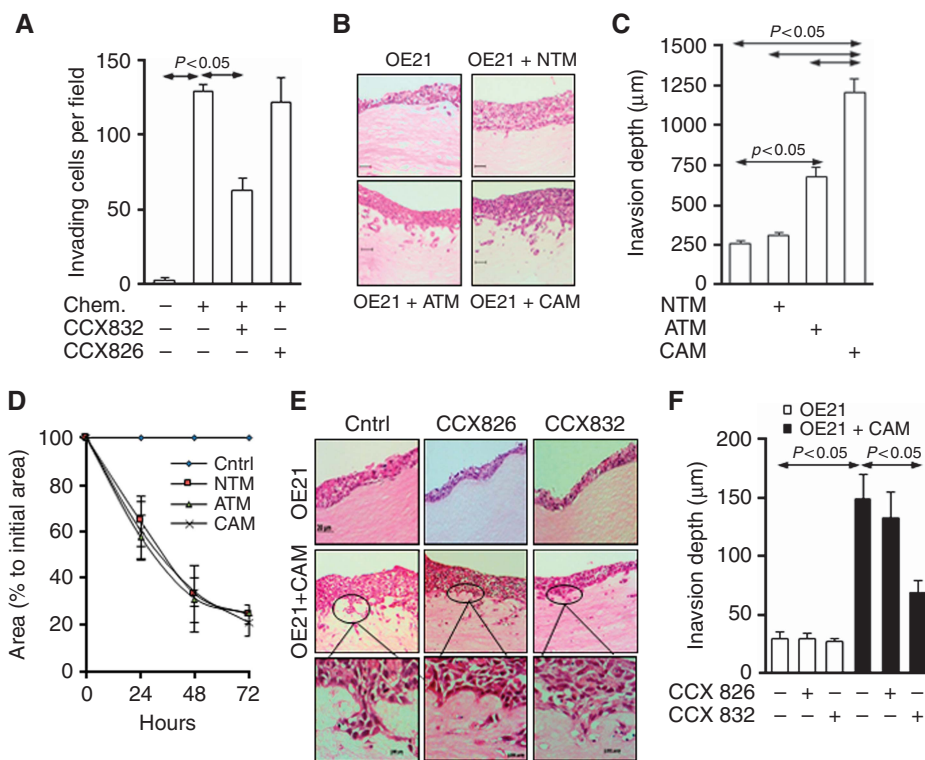 A
P<0.05
Invading cells per field
150
100
50
0
Chem. – + + +
CCX832 – – + –
CCX826 – – – +
B
OE21
OE21 + NTM
OE21 + ATM
OE21 + CAM
C
P<0.05
p<0.05
Inavsion depth (μm)
1500
1250
1000
750
500
250
0
NTM +
ATM +
CAM +
D
Area (% to initial area)
100
80
60
40
20
0
Cntrl
NTM
ATM
CAM
0 24 48 72
Hours
E
Cntrl CCX826 CCX832
OE21
OE21+CAM
F
OE21
OE21 + CAM
P<0.05 P<0.05
Inavsion depth (μm)
200
150
100
50
0
CCX 826 – + – – + –
CCX 832 – – + – – +